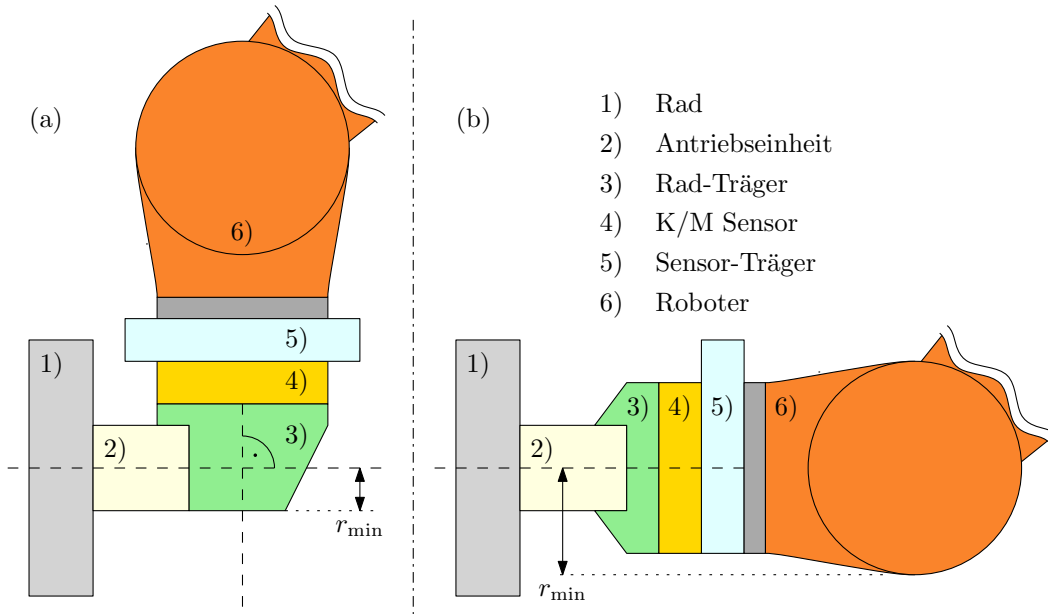 (a)
6)
5)
1)
4)
3)
2)
r_min
(b)
1) Rad
2) Antriebseinheit
3) Rad-Träger
4) K/M Sensor
5) Sensor-Träger
6) Roboter
1)
3)
4)
5)
6)
2)
r_min